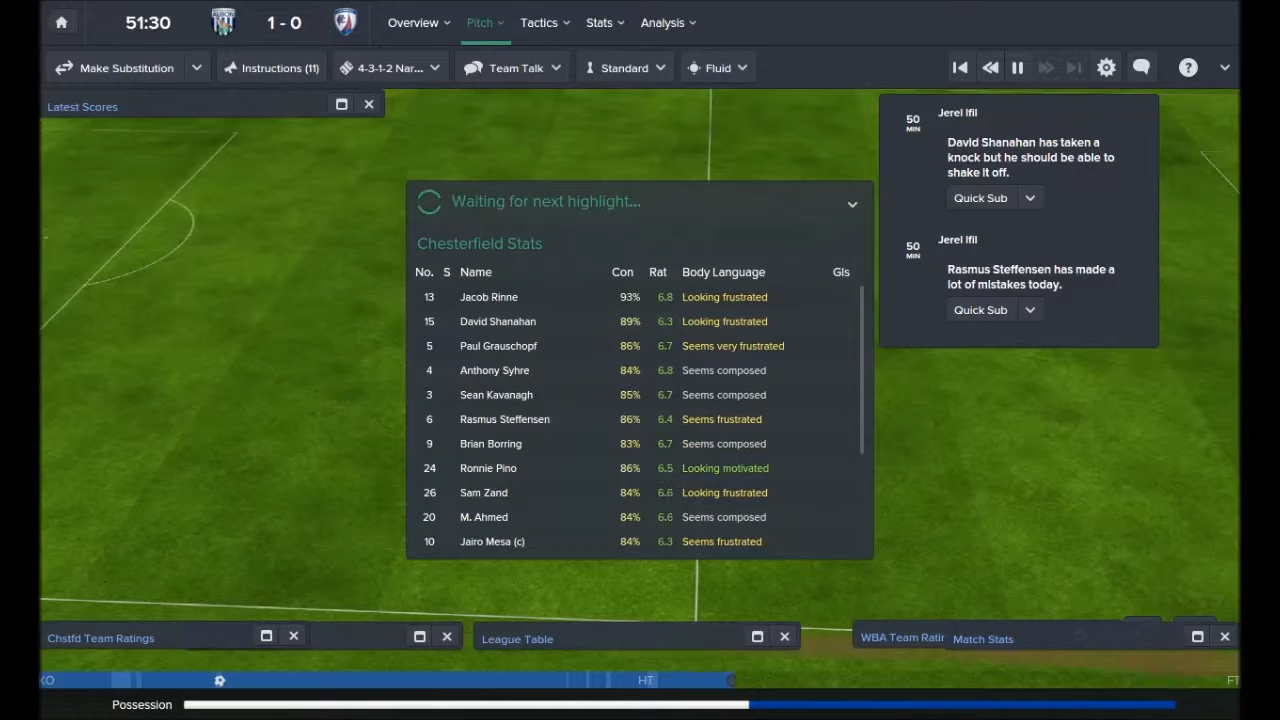 51:30 1 - 0 Overview Pitch Tactics Stats Analysis
Make Substitution Instructions (11) 4-3-1-2 Nar... Team Talk Standard Fluid ?
Latest Scores
50 MIN Jerel Ifil
David Shanahan has taken a
knock but he should be able to
shake it off.
Quick Sub
50 MIN Jerel Ifil
Rasmus Steffensen has made a
lot of mistakes today.
Quick Sub
Waiting for next highlight...
Chesterfield Stats
No. S Name Con Rat Body Language Gls
13 Jacob Rinne 93% 6.8 Looking frustrated
15 David Shanahan 89% 6.3 Looking frustrated
5 Paul Grauschopf 86% 6.7 Seems very frustrated
4 Anthony Syhre 84% 6.8 Seems composed
3 Sean Kavanagh 85% 6.7 Seems composed
6 Rasmus Steffensen 86% 6.4 Seems frustrated
9 Brian Borring 83% 6.7 Seems composed
24 Ronnie Pino 86% 6.5 Looking motivated
26 Sam Zand 84% 6.6 Looking frustrated
20 M. Ahmed 84% 6.6 Seems composed
10 Jairo Mesa (c) 84% 6.3 Seems frustrated
Chstfd Team Ratings League Table WBA Team Ratin Match Stats
KO HT FT
Possession